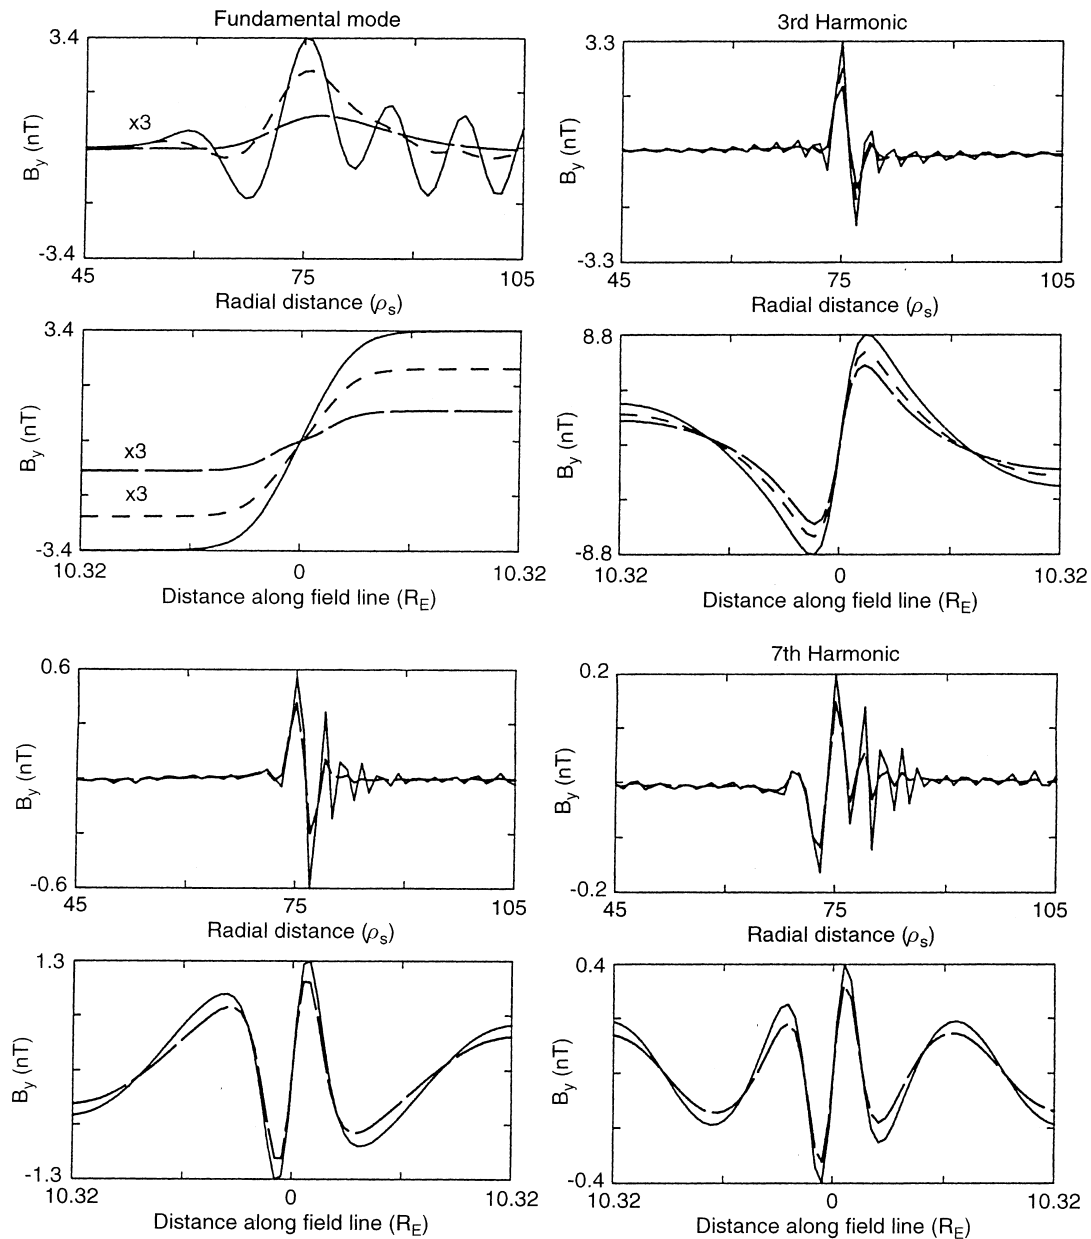 Fundamental mode
3.4
x3
B_y (nT)
-3.4
45 75 105
Radial distance (ρ_s)
3.4
x3
x3
B_y (nT)
-3.4
10.32 0 10.32
Distance along field line (R_E)
3rd Harmonic
3.3
B_y (nT)
-3.3
45 75 105
Radial distance (ρ_s)
8.8
B_y (nT)
-8.8
10.32 0 10.32
Distance along field line (R_E)
0.6
B_y (nT)
-0.6
45 75 105
Radial distance (ρ_s)
1.3
B_y (nT)
-1.3
10.32 0 10.32
Distance along field line (R_E)
7th Harmonic
0.2
B_y (nT)
-0.2
45 75 105
Radial distance (ρ_s)
0.4
B_y (nT)
-0.4
10.32 0 10.32
Distance along field line (R_E)